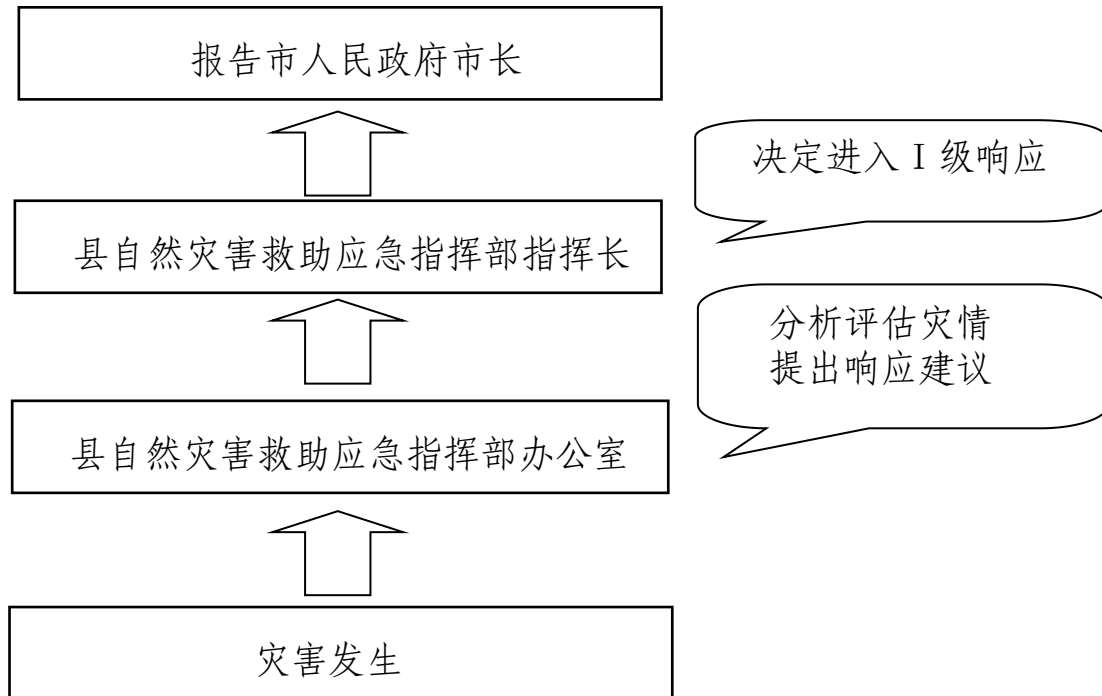 报告市人民政府市长
决定进入Ⅰ级响应
县自然灾害救助应急指挥部指挥长
分析评估灾情
提出响应建议
县自然灾害救助应急指挥部办公室
灾害发生